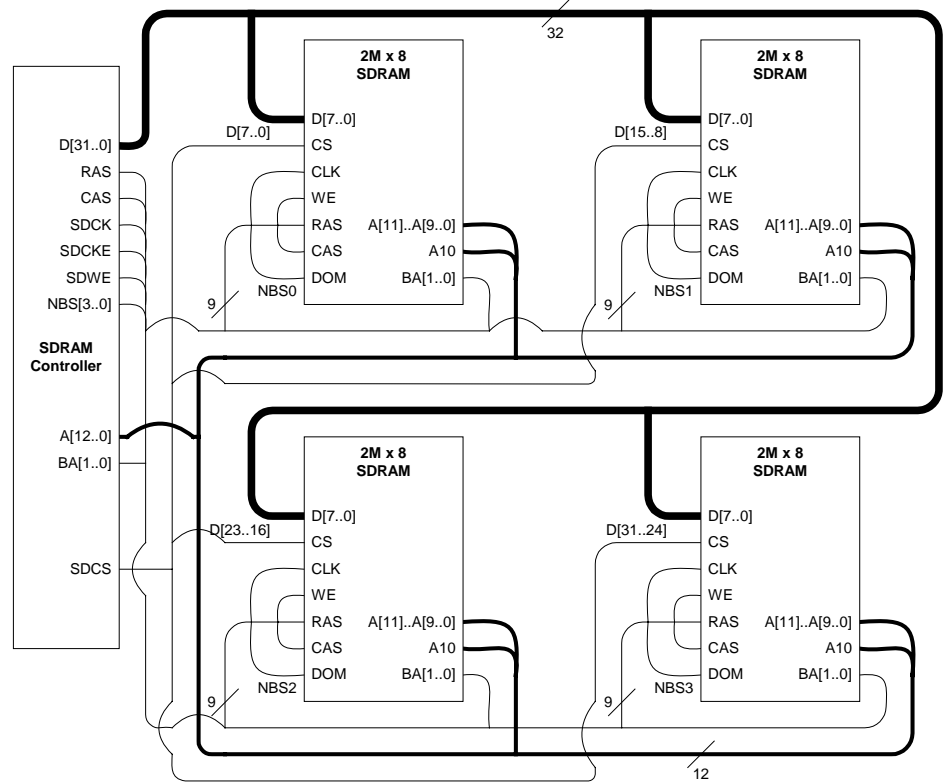 32
2M x 8
SDRAM
2M x 8
SDRAM
D[31..0]
RAS
CAS
SDCK
SDCKE
SDWE
NBS[3..0]
SDRAM
Controller
A[12..0]
BA[1..0]
SDCS
D[7..0]
D[7..0]
CS
CLK
WE
RAS
CAS
DOM
A[11]..A[9..0]
A10
BA[1..0]
NBS0
9
D[15..8]
D[7..0]
CS
CLK
WE
RAS
CAS
DOM
A[11]..A[9..0]
A10
BA[1..0]
NBS1
9
2M x 8
SDRAM
2M x 8
SDRAM
D[23..16]
D[7..0]
CS
CLK
WE
RAS
CAS
DOM
A[11]..A[9..0]
A10
BA[1..0]
NBS2
9
D[31..24]
D[7..0]
CS
CLK
WE
RAS
CAS
DOM
A[11]..A[9..0]
A10
BA[1..0]
NBS3
9
12